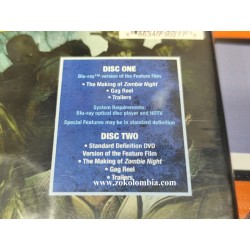 DISC ONE
Blu-ray™ version of the Feature Film
• The Making of Zombie Night
• Gag Reel
• Trailers
System Requirements:
Blu-ray optical disc player and HDTV
Special Features may be in standard definition
DISC TWO
• Standard Definition DVD
Version of the Feature Film
• The Making of Zombie Night
• Gag Reel
• Trailers
www.zokolombia.com